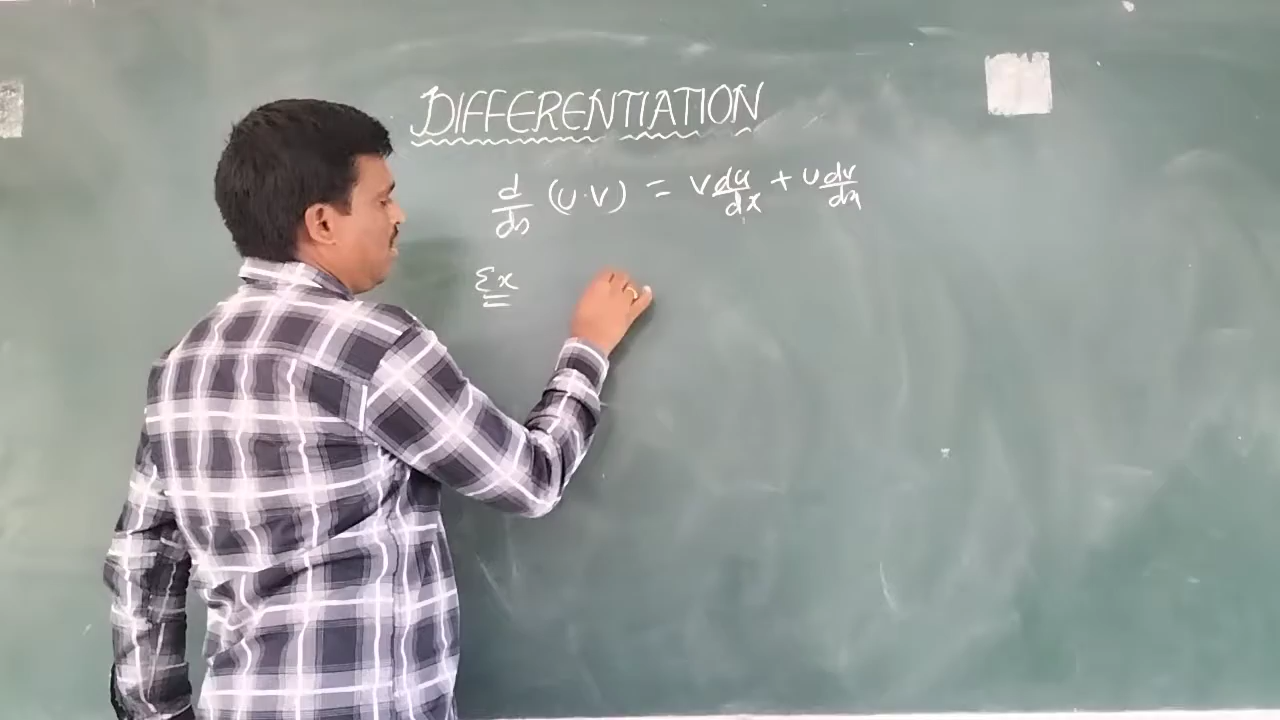 DIFFERENTIATION
d/dx (u.v) = v du/dx + u dv/dx
Ex